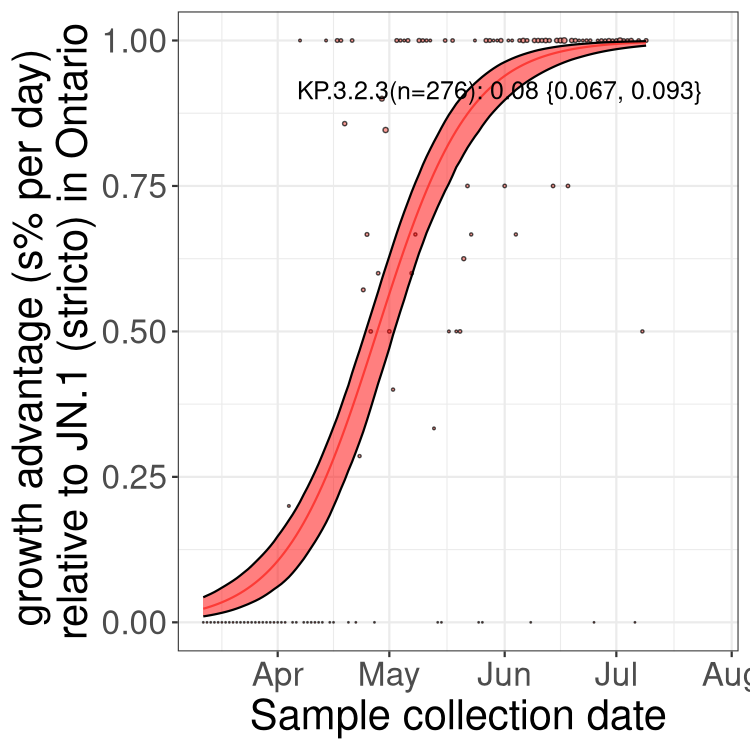 growth advantage (s% per day)
relative to JN.1 (stricto) in Ontario
1.00
0.75
0.50
0.25
0.00
KP.3.2.3(n=276): 0.08 {0.067, 0.093}
Apr May Jun Jul Aug
Sample collection date